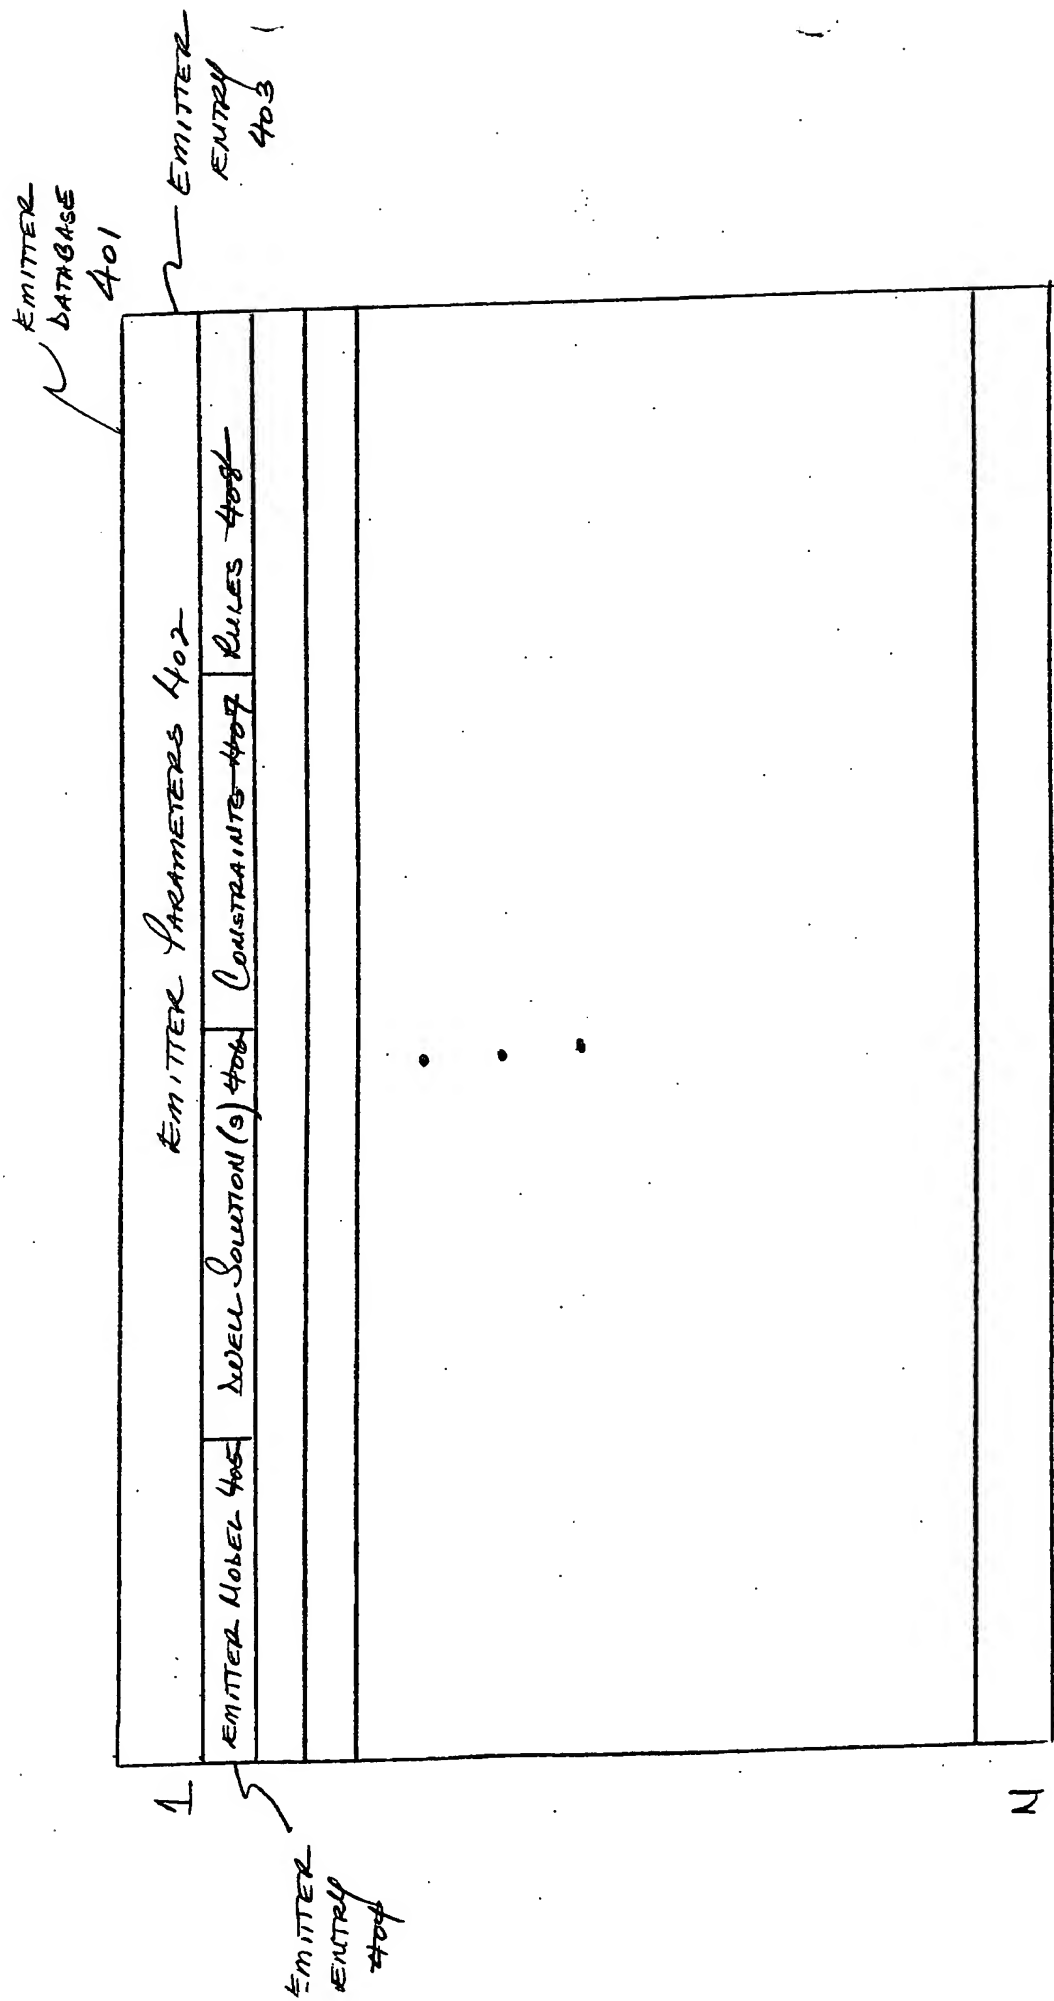 EMITTER
DATABASE
401
EMITTER
ENTRY
403
1
EMITTER PARAMETERS 402
EMITTER MODEL 405
DWELL SOLUTION(S) 406
CONSTRAINTS 407
RULES 408
EMITTER
ENTRY
404
N